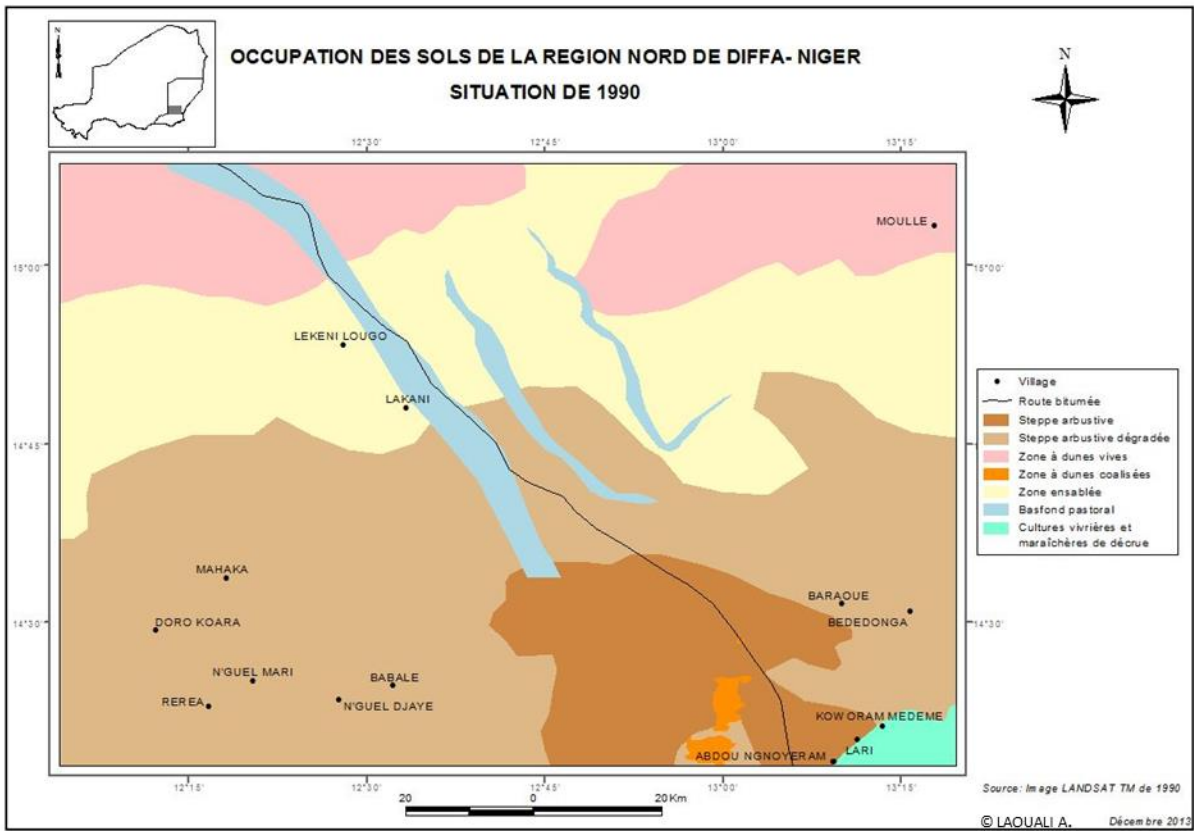 N
OCCUPATION DES SOLS DE LA REGION NORD DE DIFFA- NIGER
SITUATION DE 1990
N
12°30' 12°45' 13°00' 13°15'
MOULLE
15°00' 15°00'
LEKENI LOUGO
LAKANI
14°45'
MAHAKA
BARAOUE
BEDEDONGA
DORO KOARA
14°30' 14°30'
N'GUEL MARI
BABALE
REREA
N'GUEL DJAYE
KOW ORAM MEDEME
LARI
ABDOU NGNOYERAM
12°15' 12°30' 12°45' 13°00' 13°15'
20 0 20 Km
Village
Route bitumée
Steppe arbustive
Steppe arbustive dégradée
Zone à dunes vives
Zone à dunes coalisées
Zone ensablée
Basfond pastoral
Cultures vivrières et
maraîchères de décrue
Source: Image LANDSAT TM de 1990
© LAOUALI A. Décembre 2013